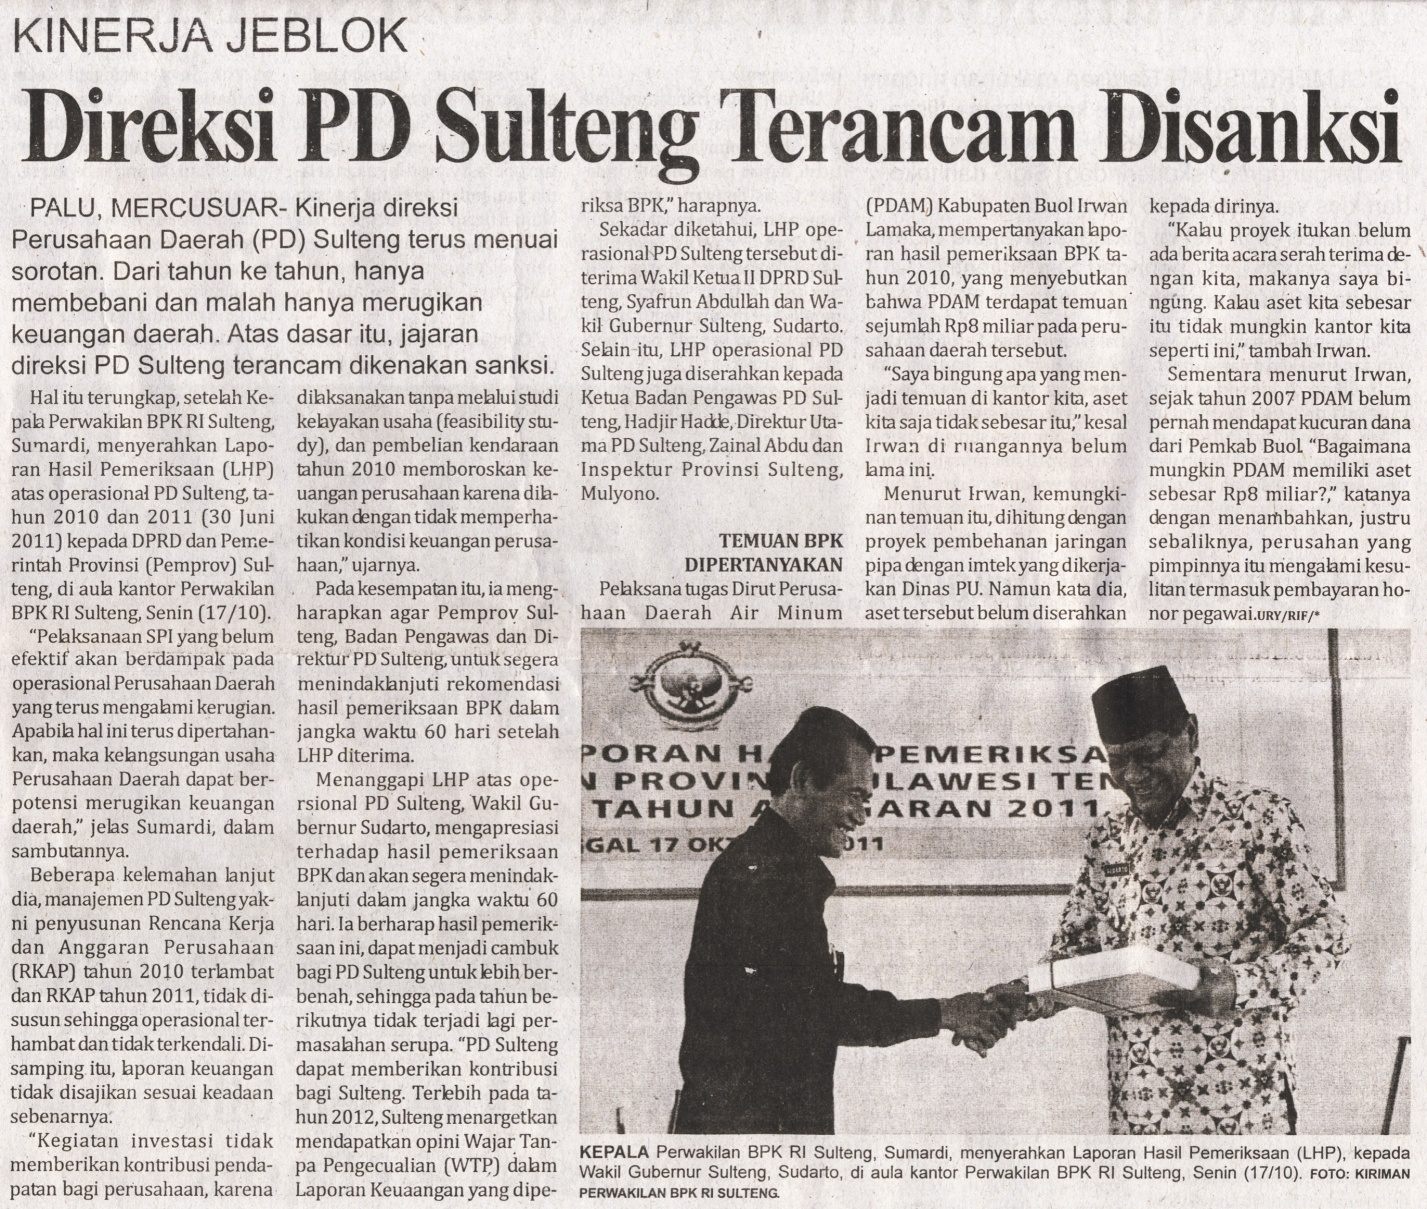 KINERJA JEBLOK
Direksi PD Sulteng Terancam Disanksi
PALU, MERCUSUAR- Kinerja direksi
Perusahaan Daerah (PD) Sulteng terus menuai
sorotan. Dari tahun ke tahun, hanya
membebani dan malah hanya merugikan
keuangan daerah. Atas dasar itu, jajaran
direksi PD Sulteng terancam dikenakan sanksi.
Hal itu terungkap, setelah Ke-
pala Perwakilan BPK RI Sulteng,
Sumardi, menyerahkan Lapo-
ran Hasil Pemeriksaan (LHP)
atas operasional PD Sulteng, ta-
hun 2010 dan 2011 (30 Juni
2011) kepada DPRD dan Peme-
rintah Provinsi (Pemprov) Sul-
teng, di aula kantor Perwakilan
BPK RI Sulteng, Senin (17/10).
"Pelaksanaan SPI yang belum
efektif akan berdampak pada
operasional Perusahaan Daerah
yang terus mengalami kerugian.
Apabila hal ini terus dipertahan-
kan, maka kelangsungan usaha
Perusahaan Daerah dapat ber-
potensi merugikan keuangan
daerah," jelas Sumardi, dalam
sambutannya.
Beberapa kelemahan lanjut
dia, manajemen PD Sulteng yak-
ni penyusunan Rencana Kerja
dan Anggaran Perusahaan
(RKAP) tahun 2010 terlambat
dan RKAP tahun 2011, tidak di-
susun sehingga operasional ter-
hambat dan tidak terkendali. Di-
samping itu, laporan keuangan
tidak disajikan sesuai keadaan
sebenarnya.
"Kegiatan investasi tidak
memberikan kontribusi penda-
patan bagi perusahaan, karena
dilaksanakan tanpa melalui studi
kelayakan usaha (feasibility stu-
dy), dan pembelian kendaraan
tahun 2010 memboroskan ke-
uangan perusahaan karena dila-
kukan dengan tidak memperha-
tikan kondisi keuangan perusa-
haan," ujarnya.
Pada kesempatan itu, ia meng-
harapkan agar Pemprov Sul-
teng, Badan Pengawas dan Di-
rektur PD Sulteng, untuk segera
menindaklanjuti rekomendasi
hasil pemeriksaan BPK dalam
jangka waktu 60 hari setelah
LHP diterima.
Menanggapi LHP atas ope-
rsional PD Sulteng, Wakil Gu-
bernur Sudarto, mengapresiasi
terhadap hasil pemeriksaan
BPK dan akan segera menindak-
lanjuti dalam jangka waktu 60
hari. Ia berharap hasil pemerik-
saan ini, dapat menjadi cambuk
bagi PD Sulteng untuk lebih ber-
benah, sehingga pada tahun be-
rikutnya tidak terjadi lagi per-
masalahan serupa. "PD Sulteng
dapat memberikan kontribusi
bagi Sulteng. Terlebih pada ta-
hun 2012, Sulteng menargetkan
mendapatkan opini Wajar Tan-
pa Pengecualian (WTP) dalam
Laporan Keuaangan yang dipe-
riksa BPK," harapnya.
Sekadar diketahui, LHP ope-
rasional PD Sulteng tersebut di-
terima Wakil Ketua II DPRD Sul-
teng, Syafrun Abdullah dan Wa-
kil Gubernur Sulteng, Sudarto.
Selain itu, LHP operasional PD
Sulteng juga diserahkan kepada
Ketua Badan Pengawas PD Sul-
teng, Hadjir Hadde, Direktur Uta-
ma PD Sulteng, Zainal Abdu dan
Inspektur Provinsi Sulteng,
Mulyono.
TEMUAN BPK
DIPERTANYAKAN
Pelaksana tugas Dirut Perusa-
haan Daerah Air Minum
(PDAM) Kabupaten Buol Irwan
Lamaka, mempertanyakan lapo-
ran hasil pemeriksaan BPK ta-
hun 2010, yang menyebutkan
bahwa PDAM terdapat temuan
sejumlah Rp8 miliar pada peru-
sahaan daerah tersebut.
"Saya bingung apa yang men-
jadi temuan di kantor kita, aset
kita saja tidak sebesar itu," kesal
Irwan di ruangannya belum
lama ini.
Menurut Irwan, kemungki-
nan temuan itu, dihitung dengan
proyek pembehanan jaringan
pipa dengan imtek yang dikerja-
kan Dinas PU. Namun kata dia,
aset tersebut belum diserahkan
kepada dirinya.
"Kalau proyek itukan belum
ada berita acara serah terima de-
ngan kita, makanya saya bi-
ngung. Kalau aset kita sebesar
itu tidak mungkin kantor kita
seperti ini," tambah Irwan.
Sementara menurut Irwan,
sejak tahun 2007 PDAM belum
pernah mendapat kucuran dana
dari Pemkab Buol. "Bagaimana
mungkin PDAM memiliki aset
sebesar Rp8 miliar?," katanya
dengan menambahkan, justru
sebaliknya, perusahan yang
pimpinnya itu mengalami kesu-
litan termasuk pembayaran ho-
nor pegawai.URY/RIF/*
PORAN HA PEMERIKSA
N PROVIN ULAWESI TEN
TAHUN A GARAN 2011
GGAL 17 OKT 2011
KEPALA Perwakilan BPK RI Sulteng, Sumardi, menyerahkan Laporan Hasil Pemeriksaan (LHP), kepada
Wakil Gubernur Sulteng, Sudarto, di aula kantor Perwakilan BPK RI Sulteng, Senin (17/10). FOTO: KIRIMAN
PERWAKILAN BPK RI SULTENG.